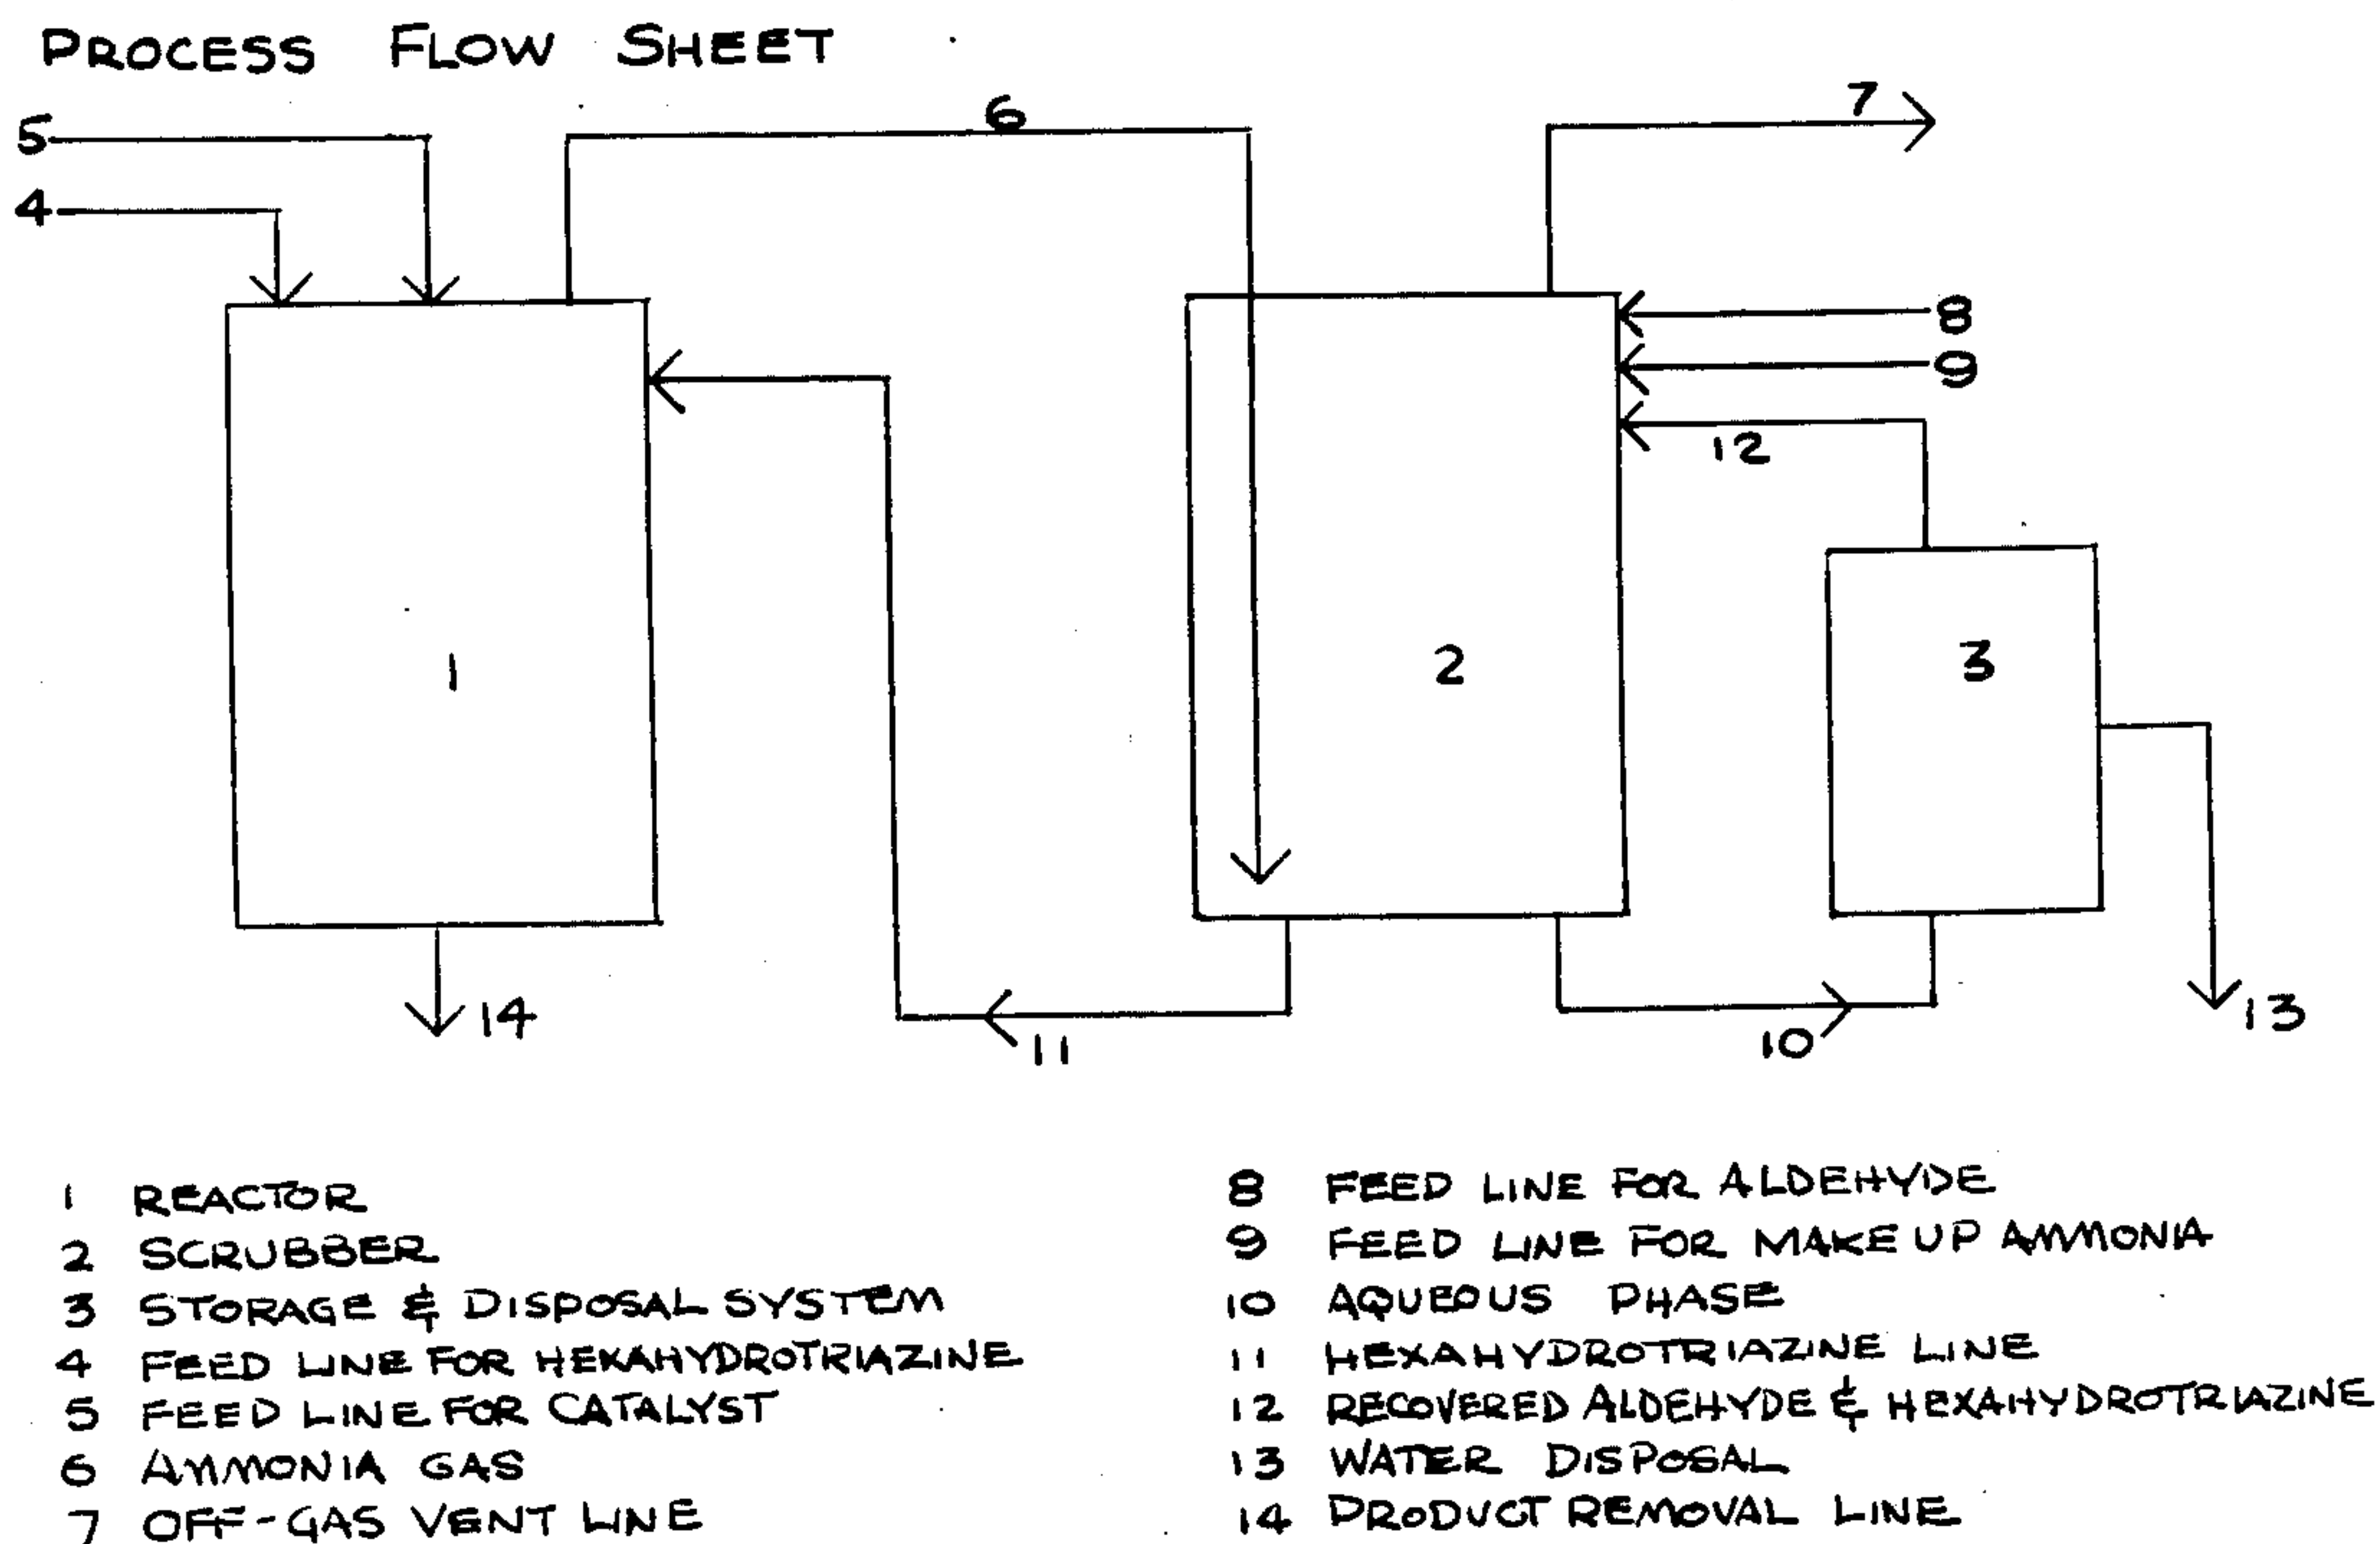 PROCESS FLOW SHEET
5
4
6
7
8
9
12
1
2
3
14
11
10
13
1 REACTOR
2 SCRUBBER
3 STORAGE & DISPOSAL SYSTEM
4 FEED LINE FOR HEXAHYDROTRIAZINE
5 FEED LINE FOR CATALYST
6 AMMONIA GAS
7 OFF-GAS VENT LINE
8 FEED LINE FOR ALDEHYDE
9 FEED LINE FOR MAKE UP AMMONIA
10 AQUEOUS PHASE
11 HEXAHYDROTRIAZINE LINE
12 RECOVERED ALDEHYDE & HEXAHYDROTRIAZINE
13 WATER DISPOSAL
14 PRODUCT REMOVAL LINE